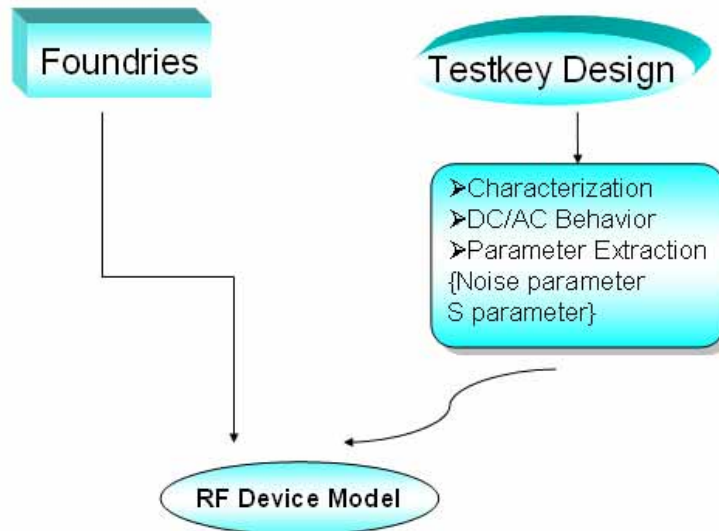 Foundries
Testkey Design
➢Characterization
➢DC/AC Behavior
➢Parameter Extraction
{Noise parameter
S parameter}
RF Device Model